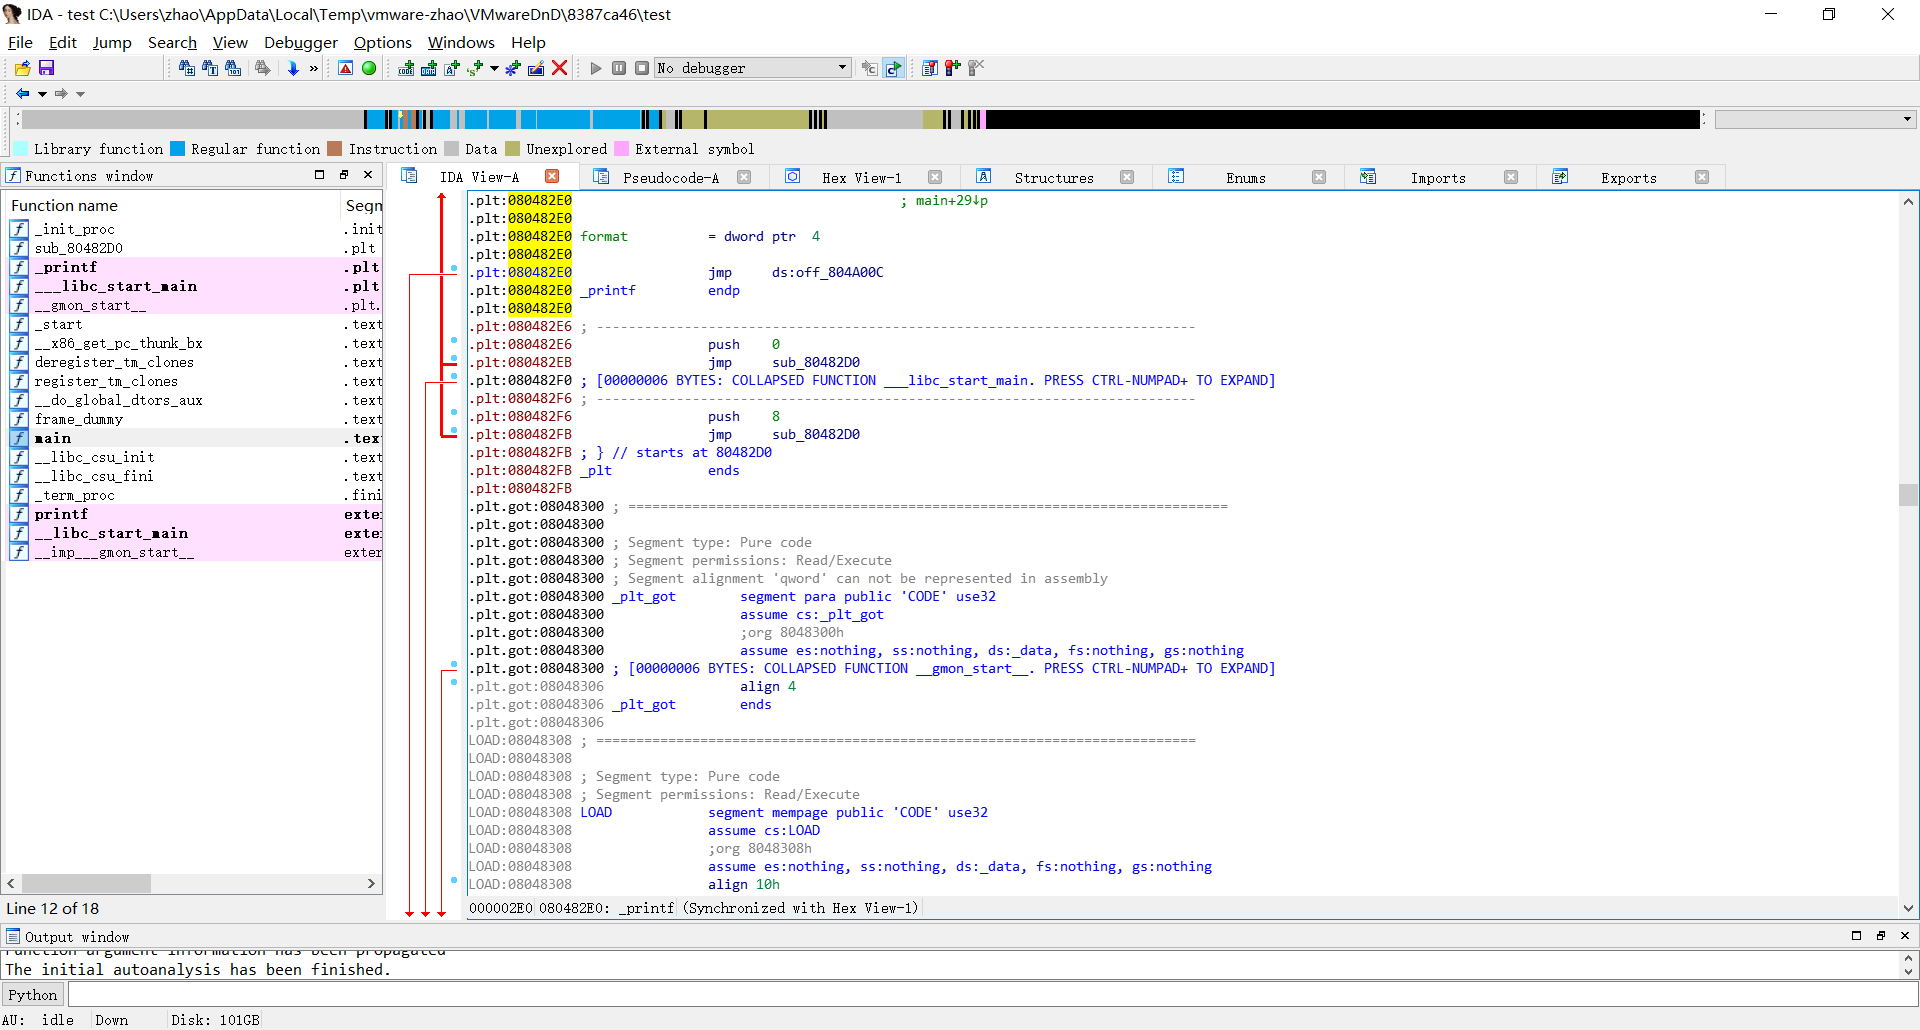 IDA - test C:\Users\zhao\AppData\Local\Temp\vmware-zhao\VMwareDnD\8387ca46\test
File Edit Jump Search View Debugger Options Windows Help
No debugger
Library function Regular function Instruction Data Unexplored External symbol
Functions window
Function name Segm
_init_proc .init
sub_80482D0 .plt
_printf .plt
___libc_start_main .plt
__gmon_start__ .plt.
_start .text
__x86_get_pc_thunk_bx .text
deregister_tm_clones .text
register_tm_clones .text
__do_global_dtors_aux .text
frame_dummy .text
main .text
__libc_csu_init .text
__libc_csu_fini .text
_term_proc .fini
printf exter
__libc_start_main exter
__imp___gmon_start__ exter
Line 12 of 18
IDA View-A Pseudocode-A Hex View-1 Structures Enums Imports Exports
.plt:080482E0 ; main+29↓p
.plt:080482E0
.plt:080482E0 format = dword ptr 4
.plt:080482E0
.plt:080482E0 jmp ds:off_804A00C
.plt:080482E0 _printf endp
.plt:080482E0
.plt:080482E6 ; ---------------------------------------------------------------------------
.plt:080482E6 push 0
.plt:080482EB jmp sub_80482D0
.plt:080482F0 ; [00000006 BYTES: COLLAPSED FUNCTION ___libc_start_main. PRESS CTRL-NUMPAD+ TO EXPAND]
.plt:080482F6 ; ---------------------------------------------------------------------------
.plt:080482F6 push 8
.plt:080482FB jmp sub_80482D0
.plt:080482FB ; } // starts at 80482D0
.plt:080482FB _plt ends
.plt:080482FB
.plt.got:08048300 ; ===========================================================================
.plt.got:08048300
.plt.got:08048300 ; Segment type: Pure code
.plt.got:08048300 ; Segment permissions: Read/Execute
.plt.got:08048300 ; Segment alignment 'qword' can not be represented in assembly
.plt.got:08048300 _plt_got segment para public 'CODE' use32
.plt.got:08048300 assume cs:_plt_got
.plt.got:08048300 ;org 8048300h
.plt.got:08048300 assume es:nothing, ss:nothing, ds:_data, fs:nothing, gs:nothing
.plt.got:08048300 ; [00000006 BYTES: COLLAPSED FUNCTION __gmon_start__. PRESS CTRL-NUMPAD+ TO EXPAND]
.plt.got:08048306 align 4
.plt.got:08048306 _plt_got ends
.plt.got:08048306
LOAD:08048308 ; ===========================================================================
LOAD:08048308
LOAD:08048308 ; Segment type: Pure code
LOAD:08048308 ; Segment permissions: Read/Execute
LOAD:08048308 LOAD segment mempage public 'CODE' use32
LOAD:08048308 assume cs:LOAD
LOAD:08048308 ;org 8048308h
LOAD:08048308 assume es:nothing, ss:nothing, ds:_data, fs:nothing, gs:nothing
LOAD:08048308 align 10h
000002E0 080482E0: _printf (Synchronized with Hex View-1)
Output window
Function argument information has been propagated
The initial autoanalysis has been finished.
Python
AU: idle Down Disk: 101GB